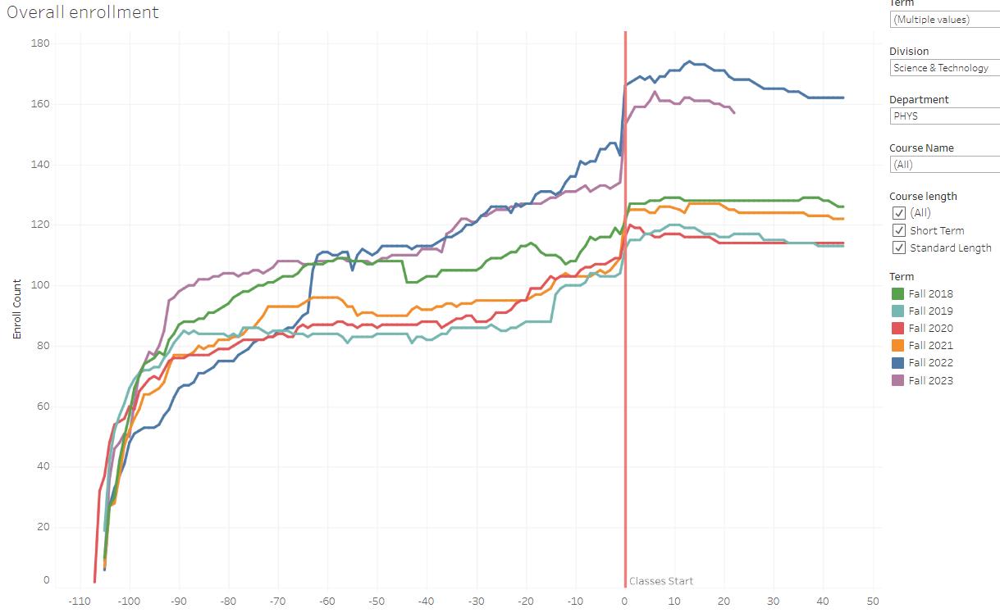 Overall enrollment
Enroll Count
180
160
140
120
100
80
60
40
20
0
-110 -100 -90 -80 -70 -60 -50 -40 -30 -20 -10 0 10 20 30 40 50
Classes Start
Term
(Multiple values)
Division
Science & Technology
Department
PHYS
Course Name
(All)
Course length
(All)
Short Term
Standard Length
Term
Fall 2018
Fall 2019
Fall 2020
Fall 2021
Fall 2022
Fall 2023